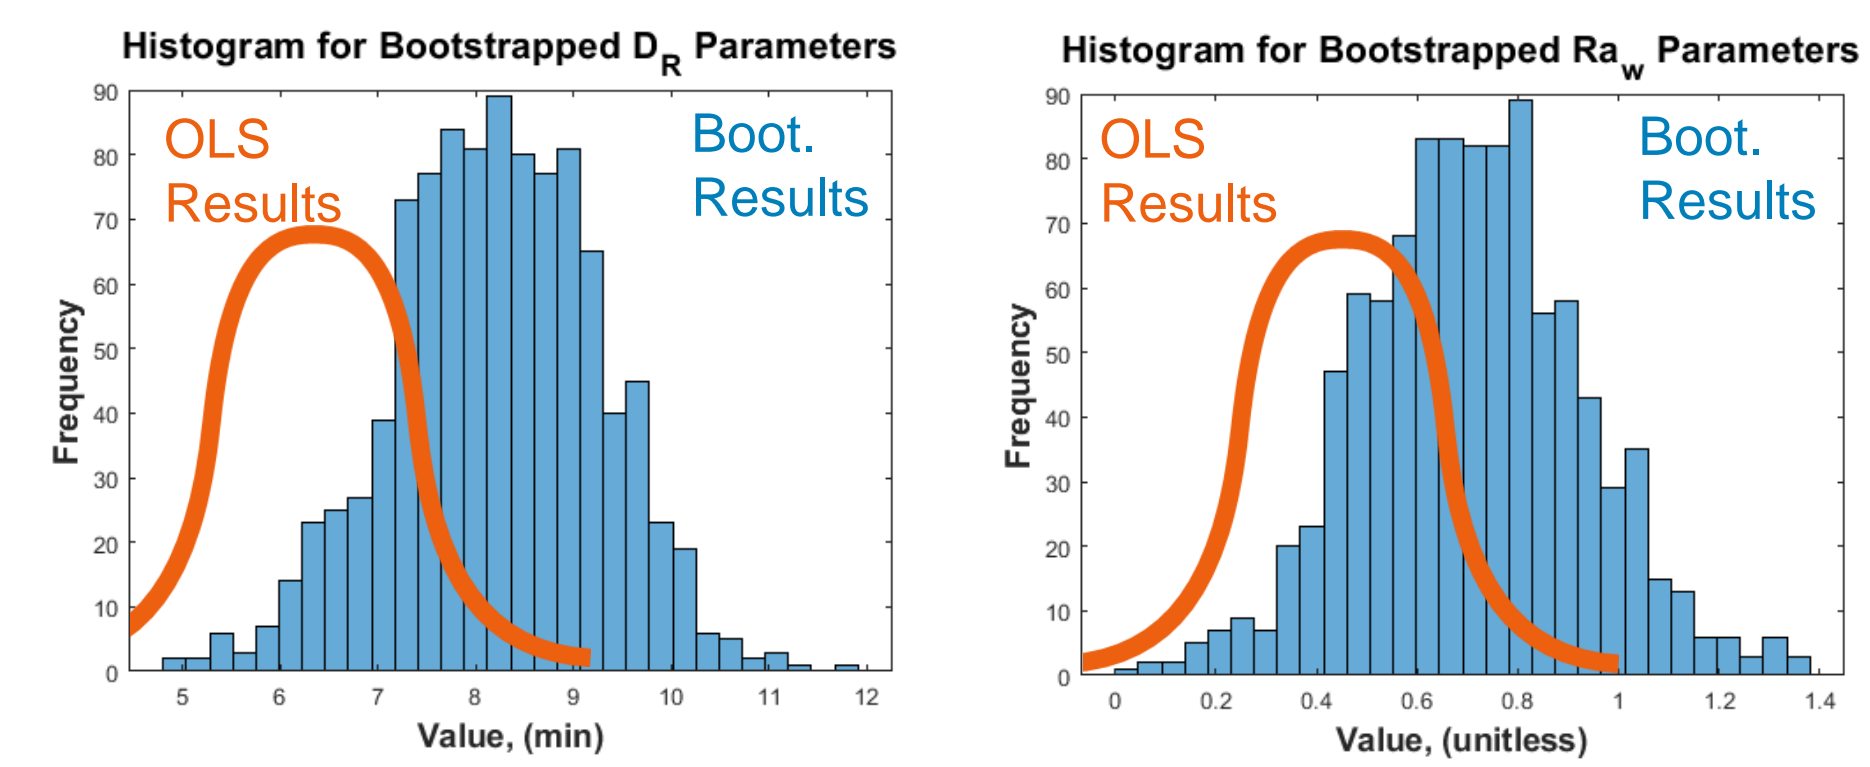 Histogram for Bootstrapped D_R Parameters
OLS
Results
Boot.
Results
90
80
70
60
50
40
30
20
10
0
Frequency
5 6 7 8 9 10 11 12
Value, (min)
Histogram for Bootstrapped Ra_w Parameters
OLS
Results
Boot.
Results
90
80
70
60
50
40
30
20
10
0
Frequency
0 0.2 0.4 0.6 0.8 1 1.2 1.4
Value, (unitless)